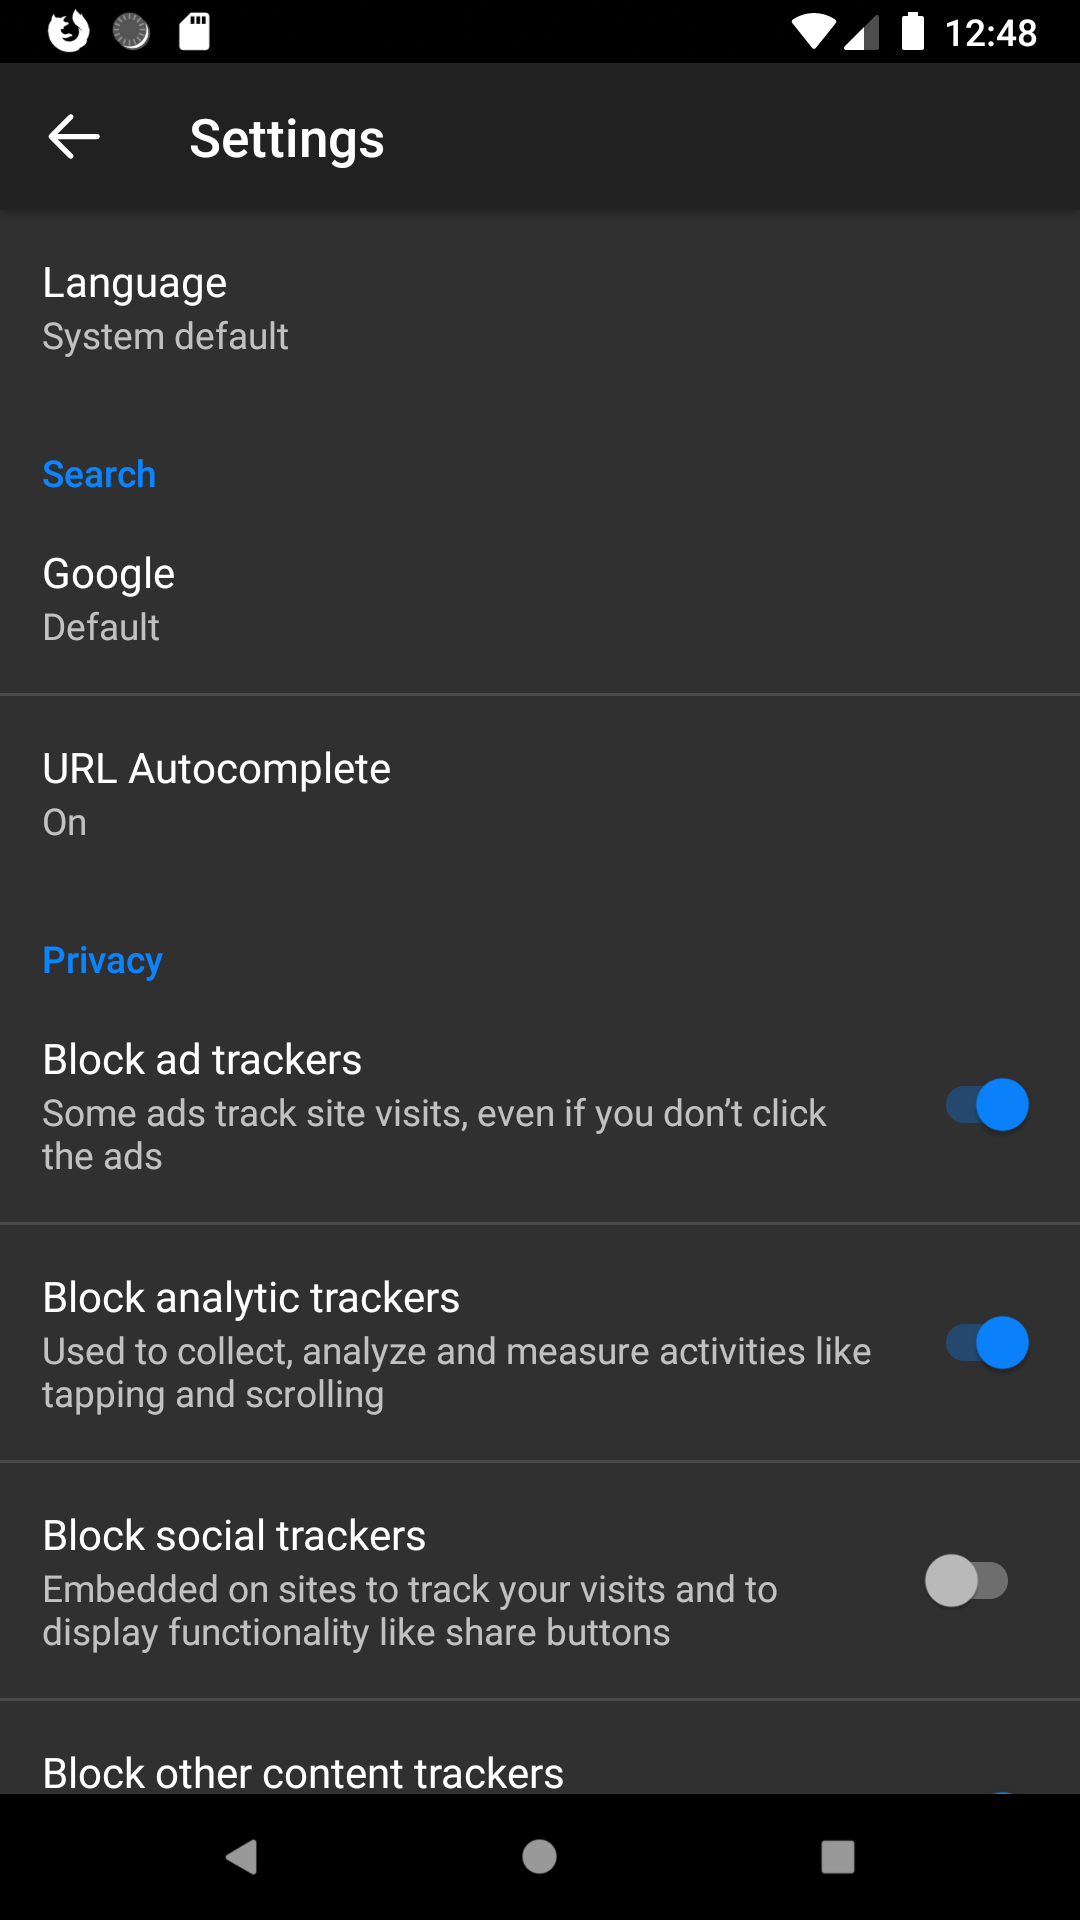 12:48
Settings
Language
System default
Search
Google
Default
URL Autocomplete
On
Privacy
Block ad trackers
Some ads track site visits, even if you don’t click
the ads
Block analytic trackers
Used to collect, analyze and measure activities like
tapping and scrolling
Block social trackers
Embedded on sites to track your visits and to
display functionality like share buttons
Block other content trackers